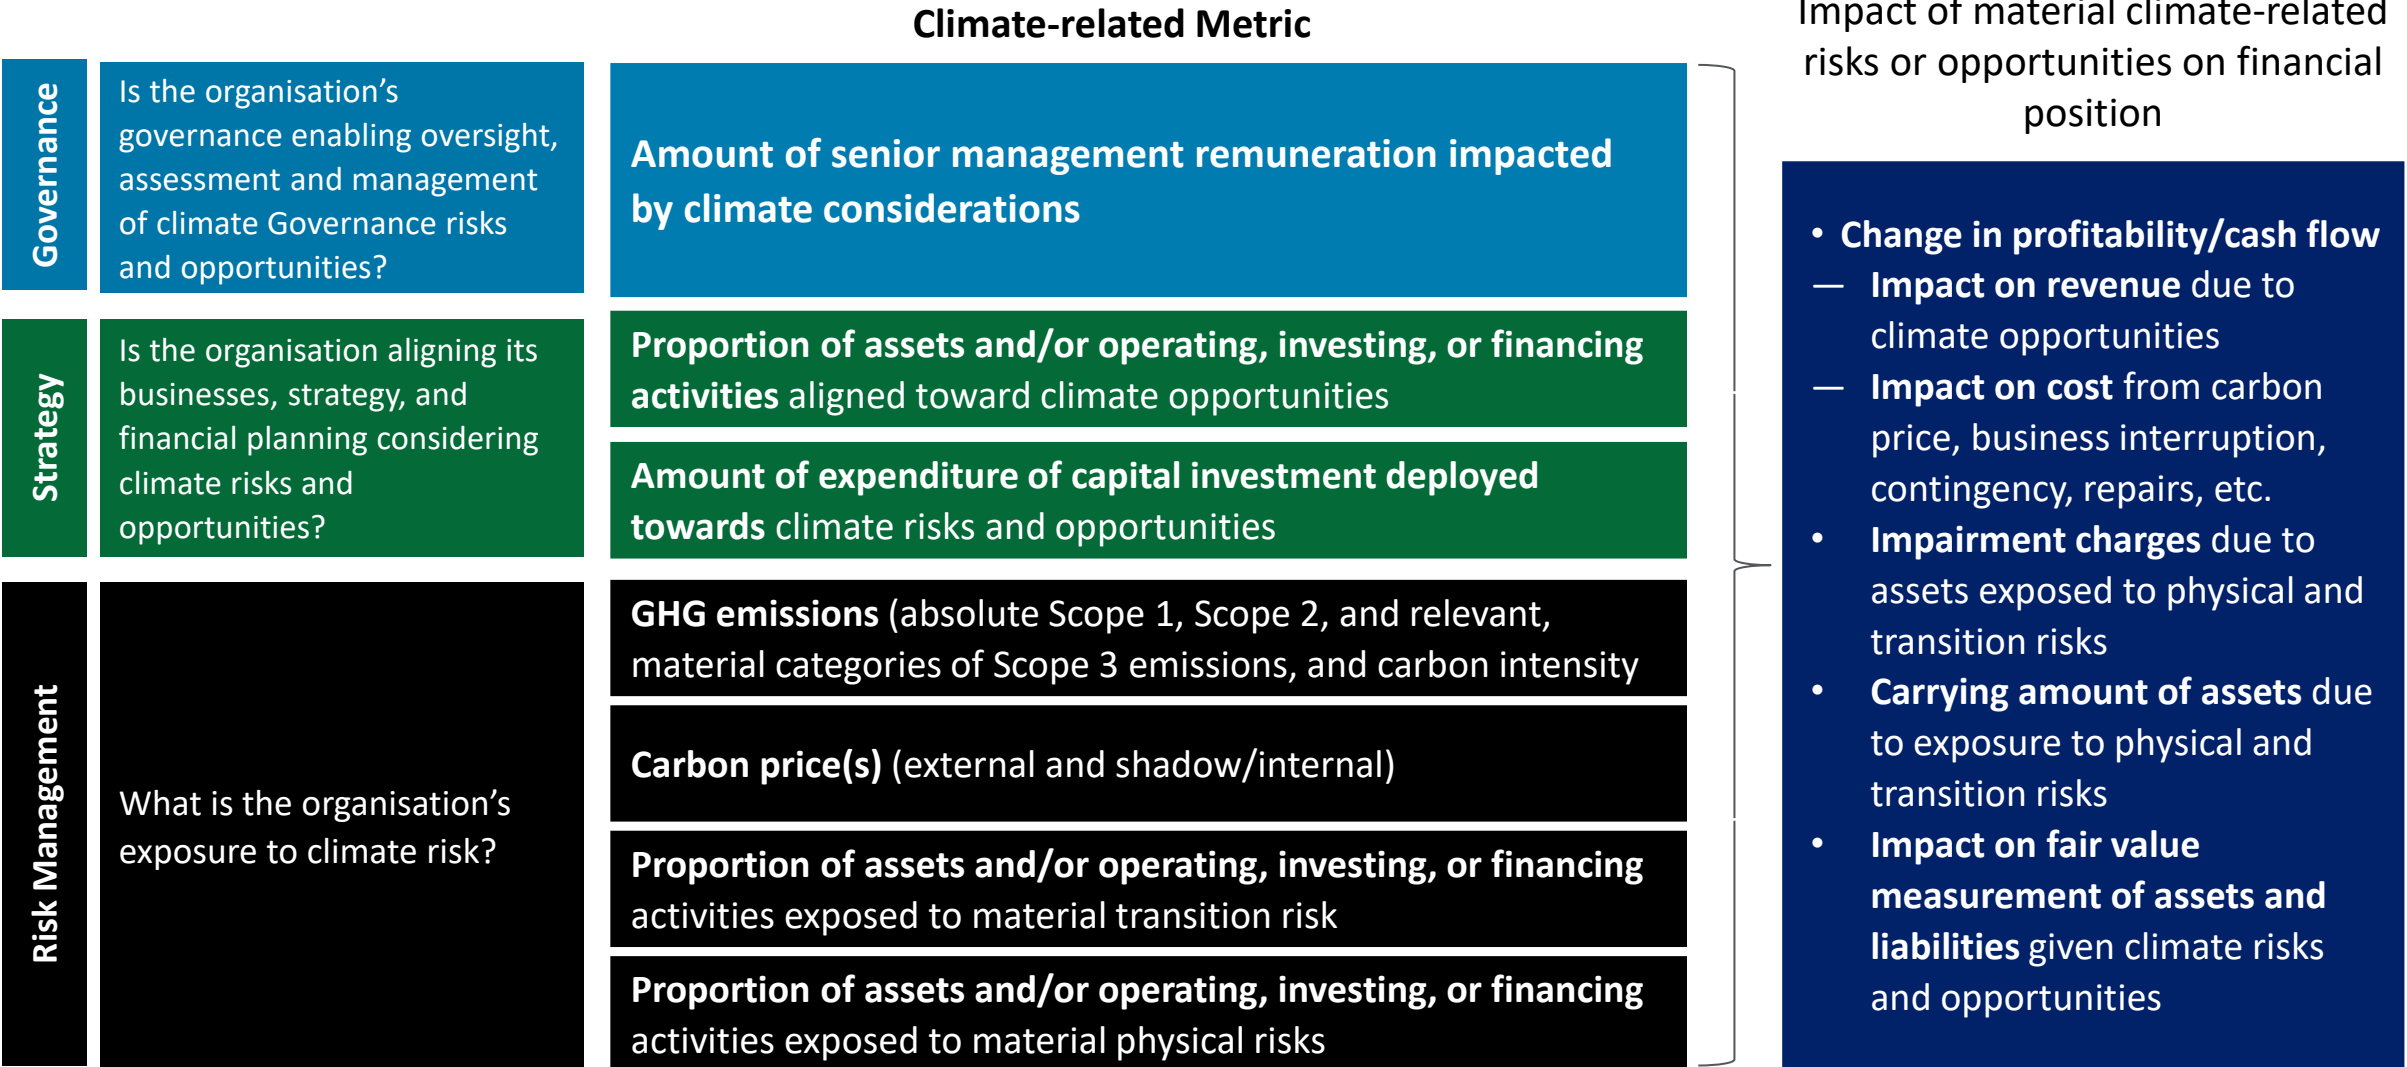 Climate-related Metric
Impact of material climate-related
risks or opportunities on financial
position
Governance
Is the organisation’s
governance enabling oversight,
assessment and management
of climate Governance risks
and opportunities?
Amount of senior management remuneration impacted
by climate considerations
Strategy
Is the organisation aligning its
businesses, strategy, and
financial planning considering
climate risks and
opportunities?
Proportion of assets and/or operating, investing, or financing
activities aligned toward climate opportunities
Amount of expenditure of capital investment deployed
towards climate risks and opportunities
Risk Management
What is the organisation’s
exposure to climate risk?
GHG emissions (absolute Scope 1, Scope 2, and relevant,
material categories of Scope 3 emissions, and carbon intensity
Carbon price(s) (external and shadow/internal)
Proportion of assets and/or operating, investing, or financing
activities exposed to material transition risk
Proportion of assets and/or operating, investing, or financing
activities exposed to material physical risks
• Change in profitability/cash flow
— Impact on revenue due to
climate opportunities
— Impact on cost from carbon
price, business interruption,
contingency, repairs, etc.
• Impairment charges due to
assets exposed to physical and
transition risks
• Carrying amount of assets due
to exposure to physical and
transition risks
• Impact on fair value
measurement of assets and
liabilities given climate risks
and opportunities